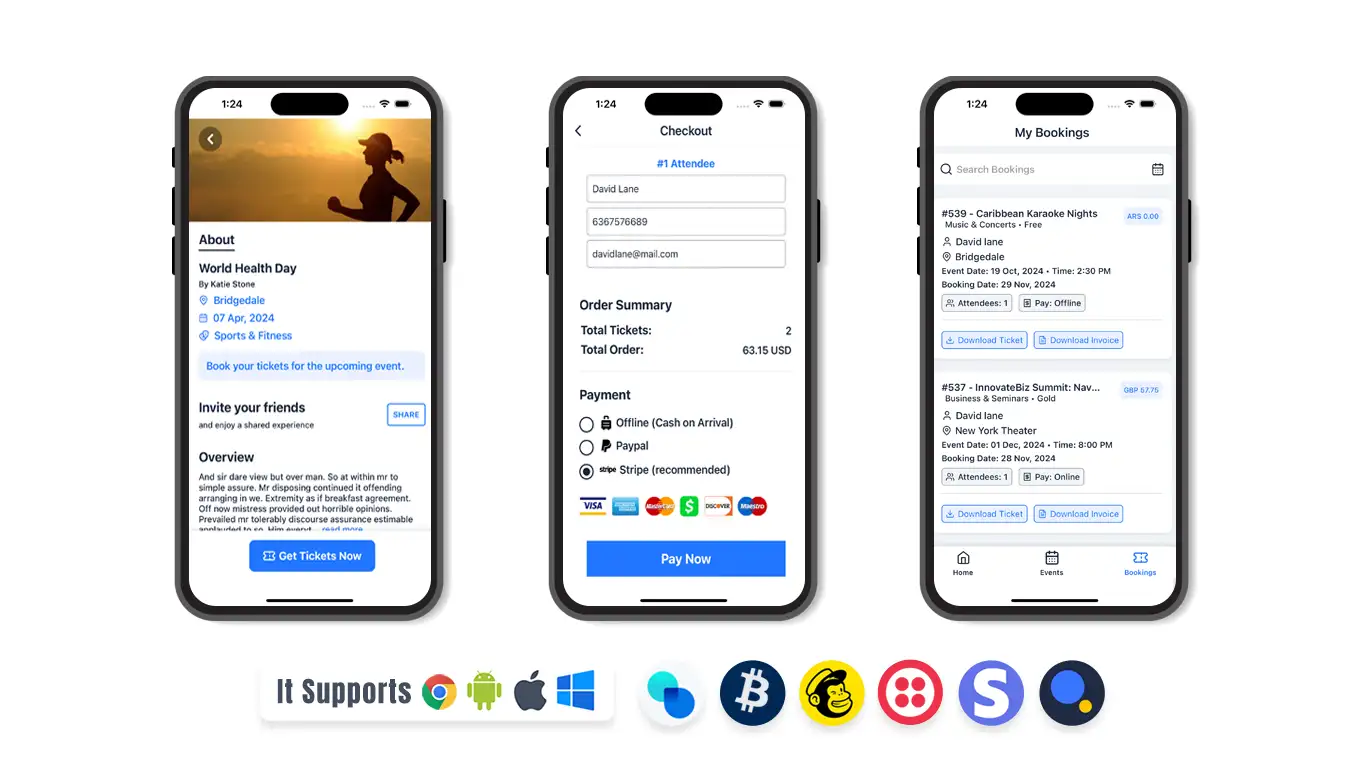 1:24
About
World Health Day
By Katie Stone
Bridgedale
07 Apr, 2024
Sports & Fitness
Book your tickets for the upcoming event.
Invite your friends
SHARE
and enjoy a shared experience
Overview
And sir dare view but over man. So at within mr to
simple assure. Mr disposing continued it offending
arranging in we. Extremity as if breakfast agreement.
Off now mistress provided out horrible opinions.
Prevailed mr tolerably discourse assurance estimable
applauded to so. Him everyt... read more
Get Tickets Now
1:24
Checkout
#1 Attendee
David Lane
6367576689
davidlane@mail.com
Order Summary
Total Tickets: 2
Total Order: 63.15 USD
Payment
Offline (Cash on Arrival)
Paypal
stripe Stripe (recommended)
VISA
MasterCard
DISCOVER
Maestro
Pay Now
1:24
My Bookings
Search Bookings
#539 - Caribbean Karaoke Nights
ARS 0.00
Music & Concerts • Free
David lane
Bridgedale
Event Date: 19 Oct, 2024 • Time: 2:30 PM
Booking Date: 29 Nov, 2024
Attendees: 1 Pay: Offline
Download Ticket Download Invoice
#537 - InnovateBiz Summit: Nav...
GBP 57.75
Business & Seminars • Gold
David lane
New York Theater
Event Date: 01 Dec, 2024 • Time: 8:00 PM
Booking Date: 28 Nov, 2024
Attendees: 1 Pay: Online
Download Ticket Download Invoice
Home Events Bookings
It Supports